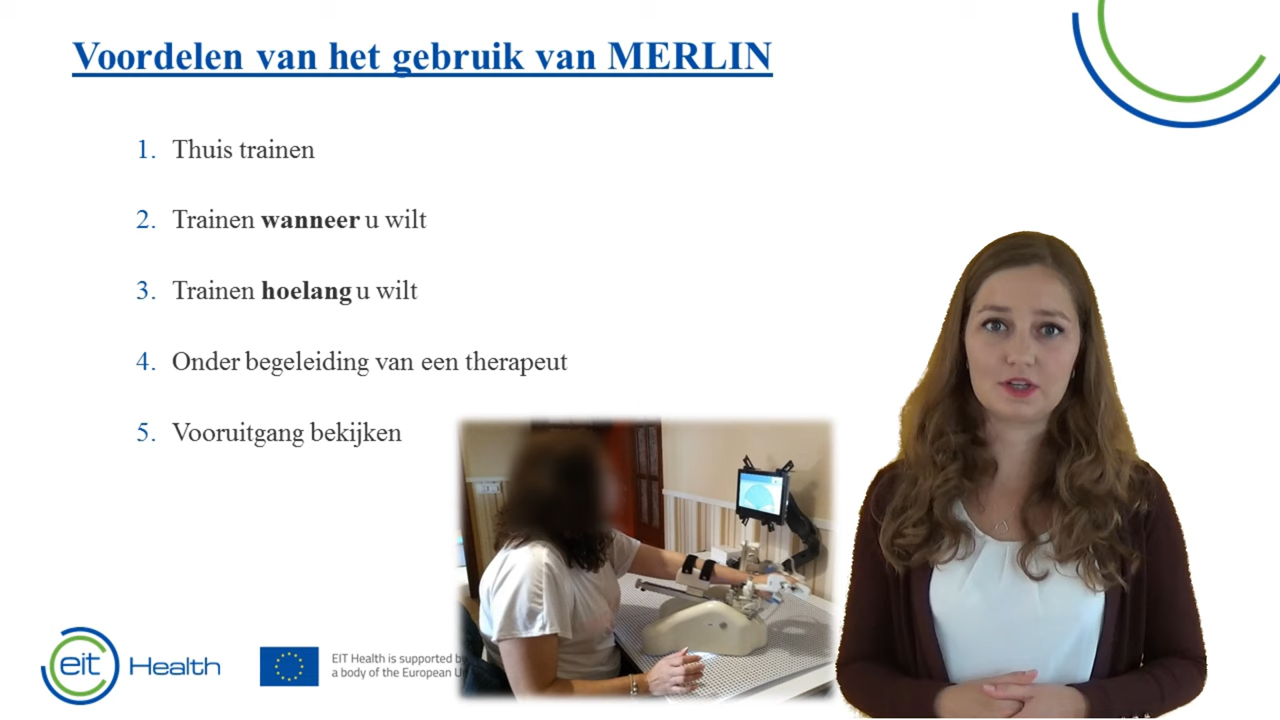 Voordelen van het gebruik van MERLIN
1. Thuis trainen
2. Trainen wanneer u wilt
3. Trainen hoelang u wilt
4. Onder begeleiding van een therapeut
5. Vooruitgang bekijken
eit Health
EIT Health is supported
a body of the European